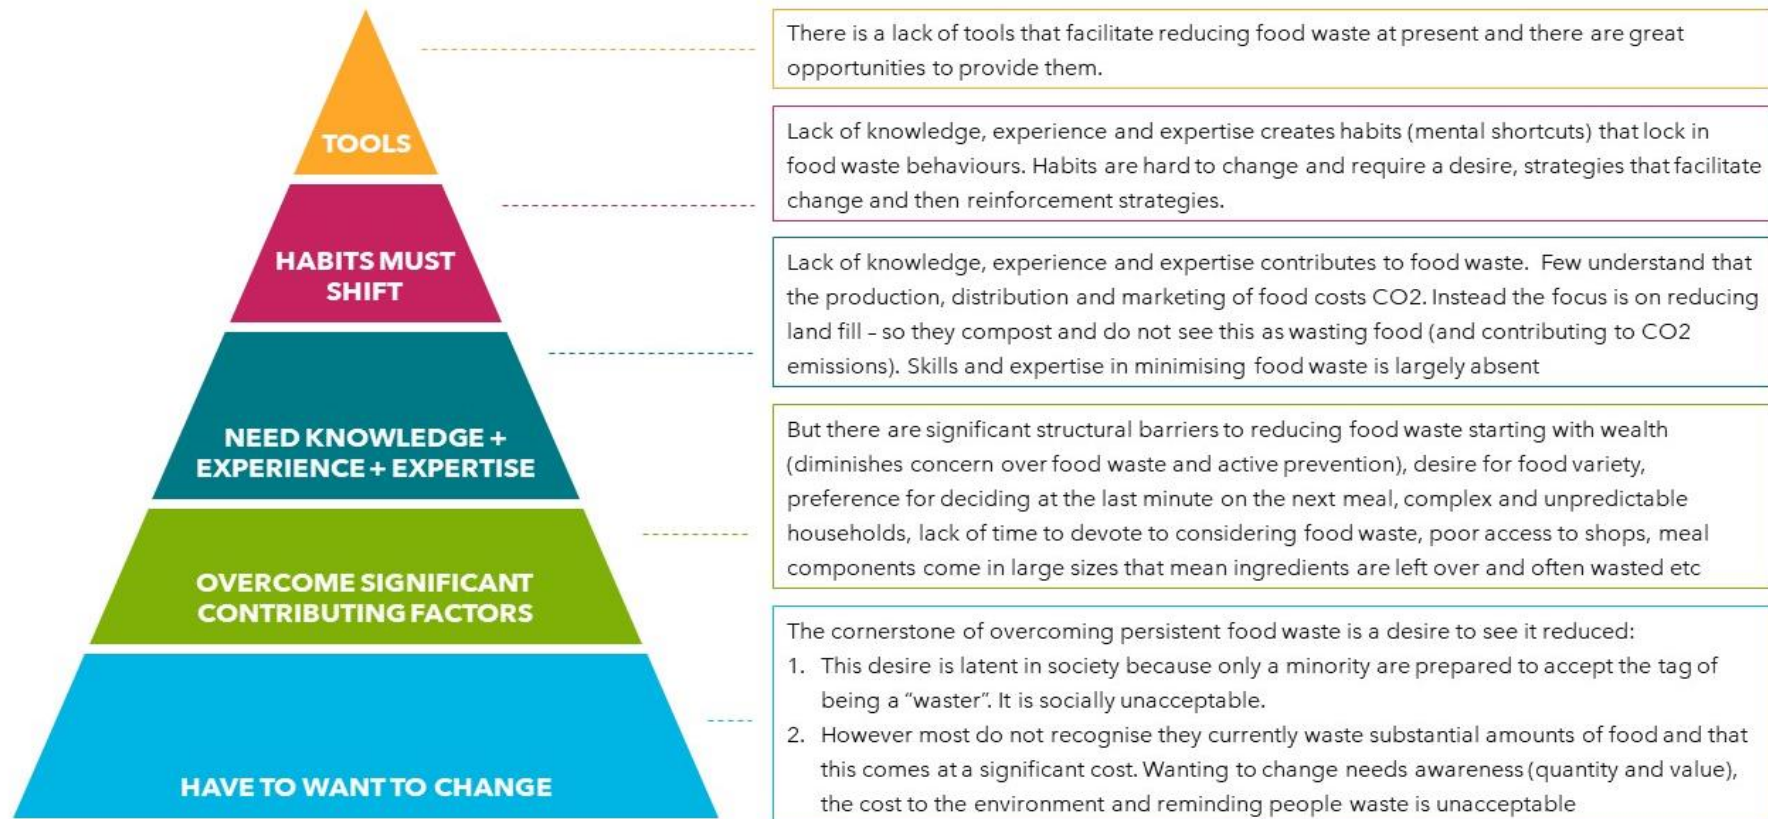 TOOLS
There is a lack of tools that facilitate reducing food waste at present and there are great
opportunities to provide them.
HABITS MUST
SHIFT
Lack of knowledge, experience and expertise creates habits (mental shortcuts) that lock in
food waste behaviours. Habits are hard to change and require a desire, strategies that facilitate
change and then reinforcement strategies.
NEED KNOWLEDGE +
EXPERIENCE + EXPERTISE
Lack of knowledge, experience and expertise contributes to food waste.  Few understand that
the production, distribution and marketing of food costs CO2. Instead the focus is on reducing
land fill – so they compost and do not see this as wasting food (and contributing to CO2
emissions). Skills and expertise in minimising food waste is largely absent
OVERCOME SIGNIFICANT
CONTRIBUTING FACTORS
But there are significant structural barriers to reducing food waste starting with wealth
(diminishes concern over food waste and active prevention), desire for food variety,
preference for deciding at the last minute on the next meal, complex and unpredictable
households, lack of time to devote to considering food waste, poor access to shops, meal
components come in large sizes that mean ingredients are left over and often wasted etc
HAVE TO WANT TO CHANGE
The cornerstone of overcoming persistent food waste is a desire to see it reduced:
1. This desire is latent in society because only a minority are prepared to accept the tag of
being a “waster”. It is socially unacceptable.
2. However most do not recognise they currently waste substantial amounts of food and that
this comes at a significant cost. Wanting to change needs awareness (quantity and value),
the cost to the environment and reminding people waste is unacceptable